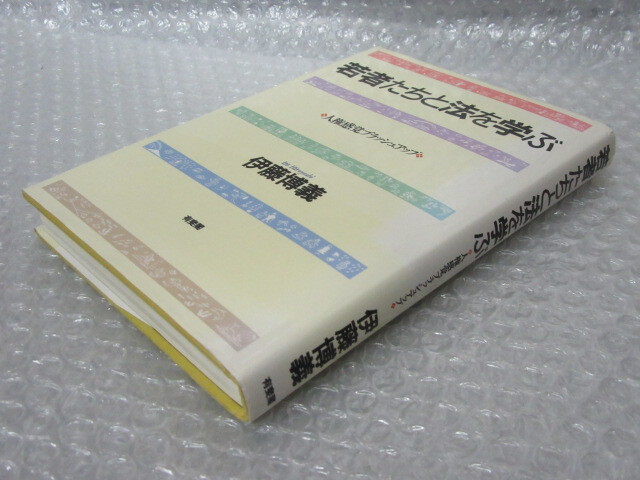 若者たちと法を学ぶ
人権感覚ブラッシュアップ
伊藤博義
有斐閣
若者たちと法を学ぶ
人権感覚ブラッシュアップ
伊藤博義
有斐閣